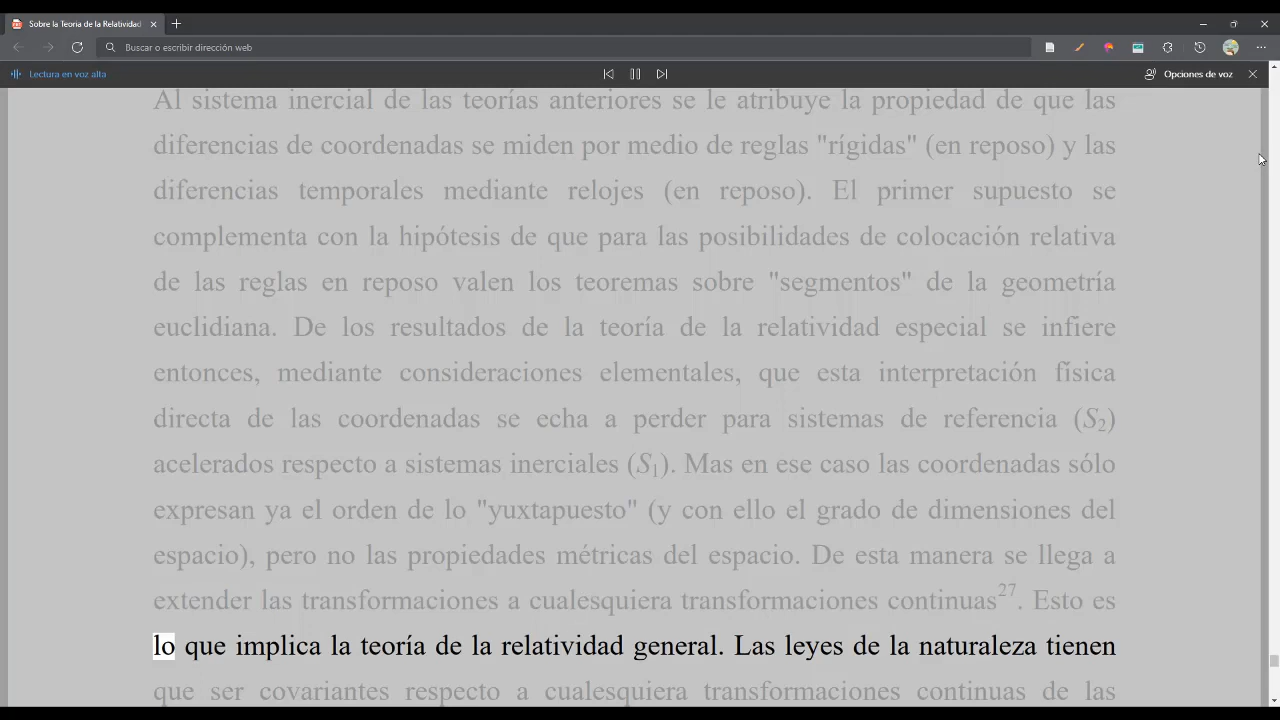 Sobre la Teoria de la Relatividad
Buscar o escribir dirección web
Lectura en voz alta
Opciones de voz
Al sistema inercial de las teorías anteriores se le atribuye la propiedad de que las
diferencias de coordenadas se miden por medio de reglas "rígidas" (en reposo) y las
diferencias temporales mediante relojes (en reposo). El primer supuesto se
complementa con la hipótesis de que para las posibilidades de colocación relativa
de las reglas en reposo valen los teoremas sobre "segmentos" de la geometría
euclidiana. De los resultados de la teoría de la relatividad especial se infiere
entonces, mediante consideraciones elementales, que esta interpretación física
directa de las coordenadas se echa a perder para sistemas de referencia (S₂)
acelerados respecto a sistemas inerciales (S₁). Mas en ese caso las coordenadas sólo
expresan ya el orden de lo "yuxtapuesto" (y con ello el grado de dimensiones del
espacio), pero no las propiedades métricas del espacio. De esta manera se llega a
extender las transformaciones a cualesquiera transformaciones continuas²⁷. Esto es
lo que implica la teoría de la relatividad general. Las leyes de la naturaleza tienen
que ser covariantes respecto a cualesquiera transformaciones continuas de las